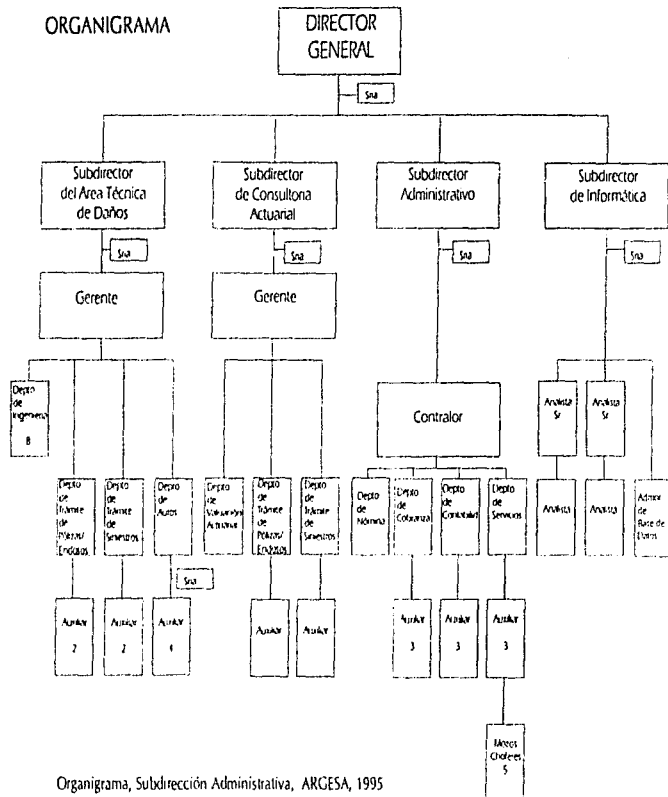 ORGANIGRAMA
DIRECTOR
GENERAL
Sria
Subdirector
del Area Técnica
de Daños
Subdirector
de Consultoria
Actuarial
Subdirector
Administrativo
Subdirector
de Informática
Sria
Sria
Sria
Sria
Gerente
Gerente
Depto
de
Ingenieria
8
Contralor
Analista
Sr
Analista
Sr
Depto
de
Trámite
de
Pólizas/
Endosos
Depto
de
Trámite
de
Siniestros
Depto
de
Autos
Depto
de
Valuación
Actuarial
Depto
de
Trámite
de
Pólizas/
Endosos
Depto
de
Trámite
de
Siniestros
Depto
de
Nómina
Depto
de
Cobranza
Depto
de
Contabilid
Depto
de
Servicios
Analista
Analista
Admor
de
Base de
Datos
Sria
Auxiliar
2
Auxiliar
2
Auxiliar
4
Auxiliar
Auxiliar
Auxiliar
3
Auxiliar
3
Auxiliar
3
Mozos
Choferes
5
Organigrama, Subdirección Administrativa, ARGESA, 1995